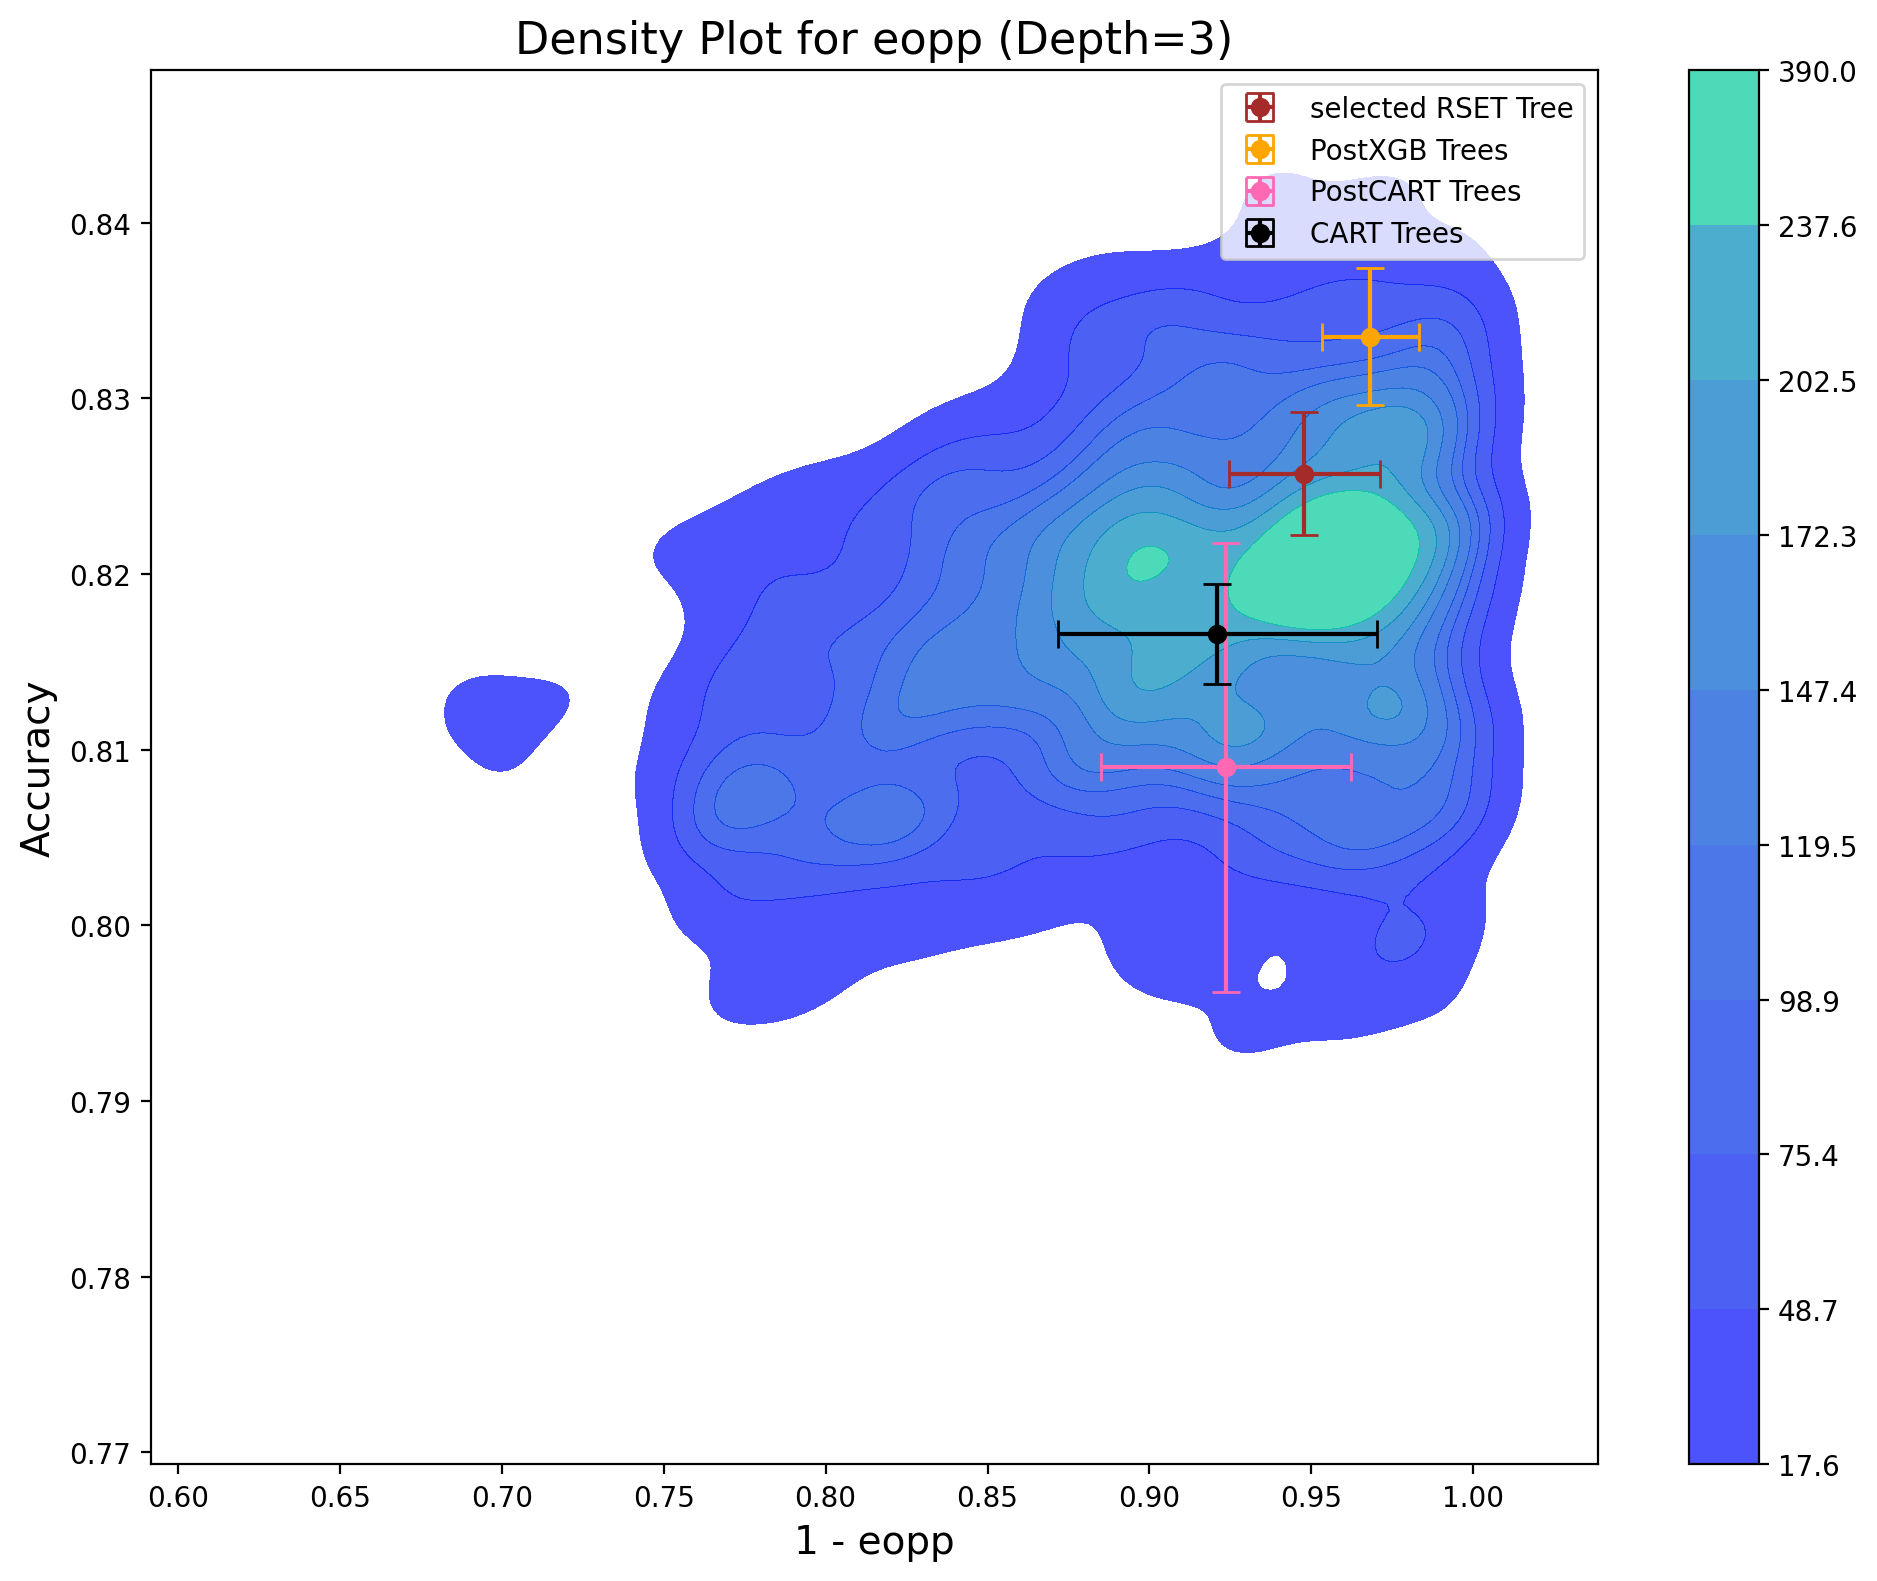 Density Plot for eopp (Depth=3)
selected RSET Tree
PostXGB Trees
PostCART Trees
CART Trees
Accuracy
0.84
0.83
0.82
0.81
0.80
0.79
0.78
0.77
0.60 0.65 0.70 0.75 0.80 0.85 0.90 0.95 1.00
1 - eopp
390.0
237.6
202.5
172.3
147.4
119.5
98.9
75.4
48.7
17.6